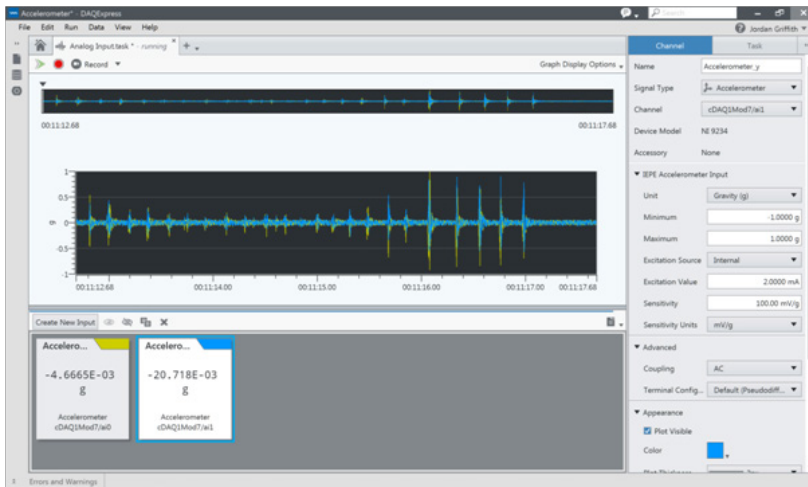 Accelerometer* - DAQExpress
Search
File Edit Run Data View Help
Jordan Griffith
Analog Input.task * - running
Record
Graph Display Options
00:11:12.68 00:11:17.68
1
0.5
g 0
-0.5
-1
00:11:12.68 00:11:14.00 00:11:15.00 00:11:16.00 00:11:17.00 00:11:17.68
Create New Input
Accelero...
-4.6665E-03
g
Accelerometer
cDAQ1Mod7/ai0
Accelero...
-20.718E-03
g
Accelerometer
cDAQ1Mod7/ai1
Errors and Warnings
Channel Task
Name Accelerometer_y
Signal Type Accelerometer
Channel cDAQ1Mod7/ai1
Device Model NI 9234
Accessory None
IEPE Accelerometer Input
Unit Gravity (g)
Minimum -1.0000 g
Maximum 1.0000 g
Excitation Source Internal
Excitation Value 2.0000 mA
Sensitivity 100.00 mV/g
Sensitivity Units mV/g
Advanced
Coupling AC
Terminal Config... Default (Pseudodiff...
Appearance
Plot Visible
Color